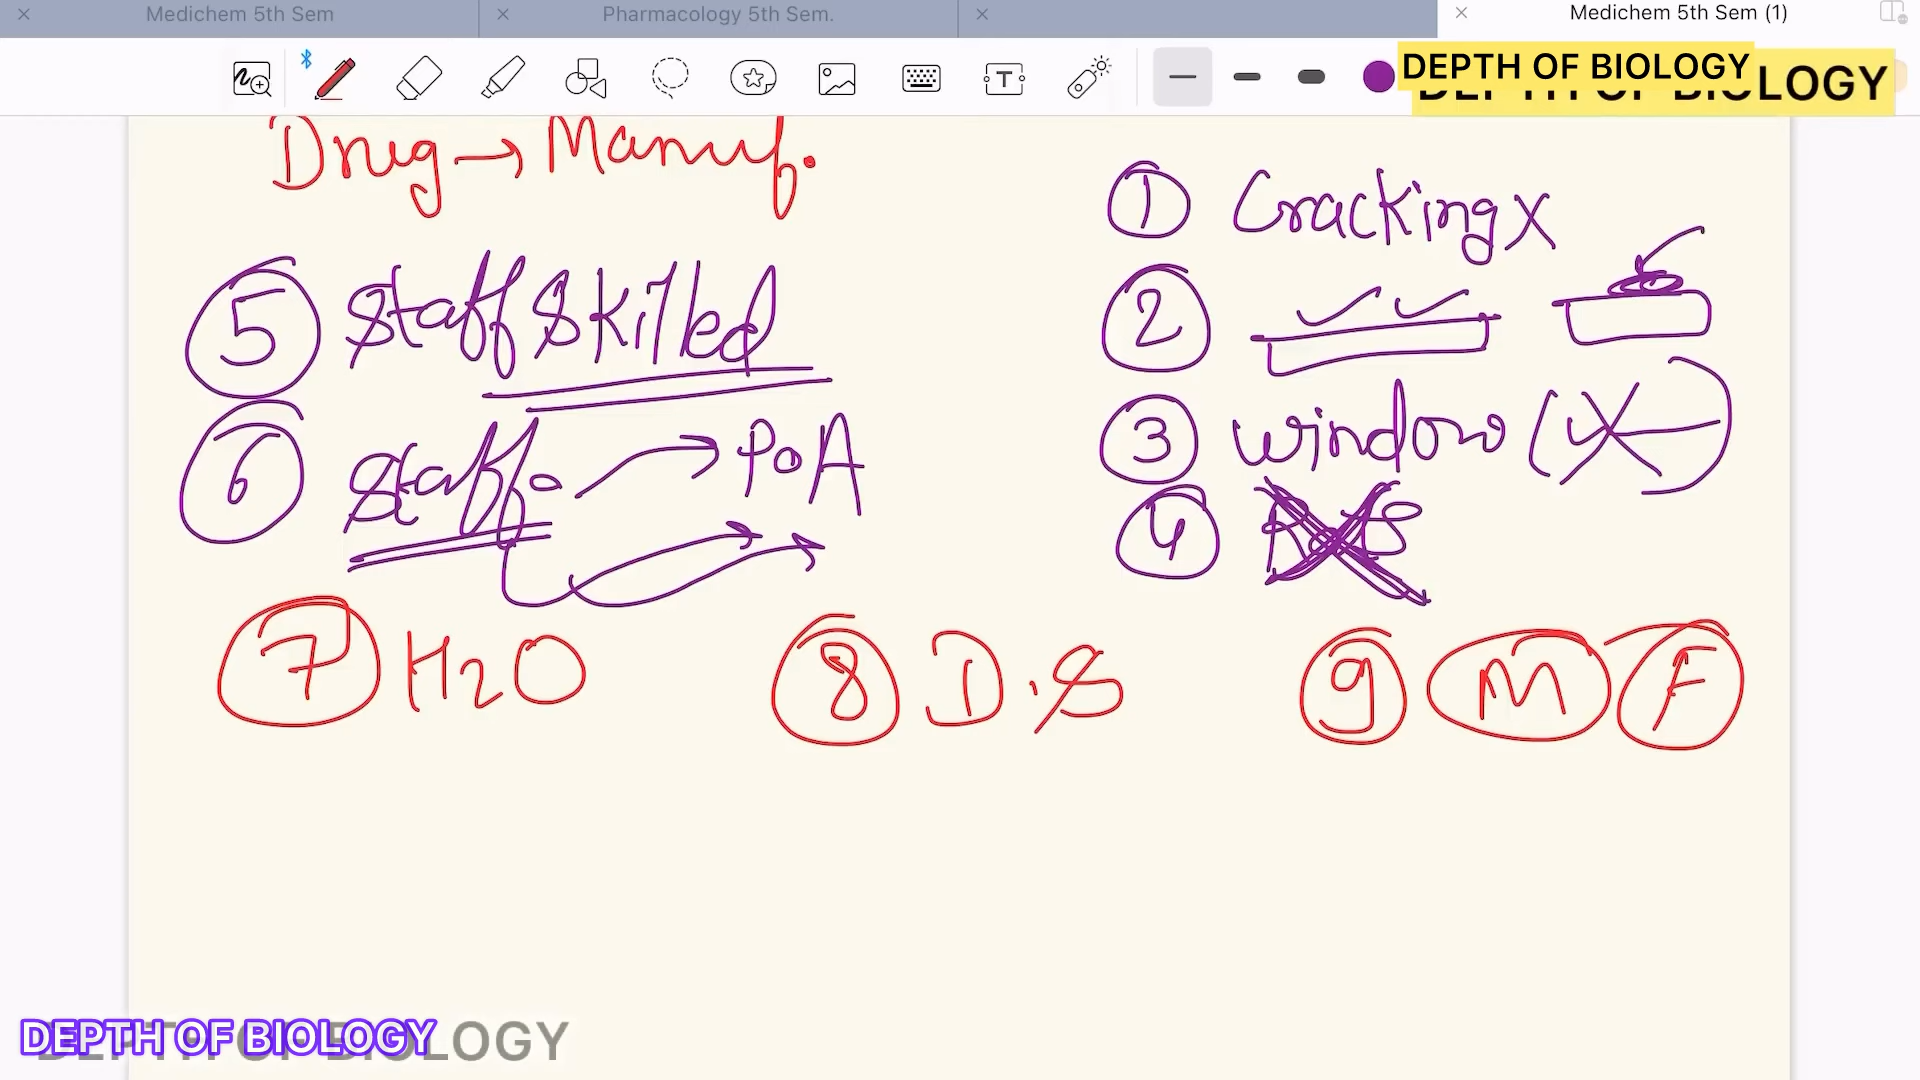 Medichem 5th Sem
Pharmacology 5th Sem.
Medichem 5th Sem (1)
DEPTH OF BIOLOGY
LOGY
Drug → Manuf.
① Cracking X
⑤ Staff Skilled
②
③ window (X)
⑥ Staff → PoA
④
⑦ H2O
⑧ D.S
⑨ M F
DEPTH OF BIOLOGY